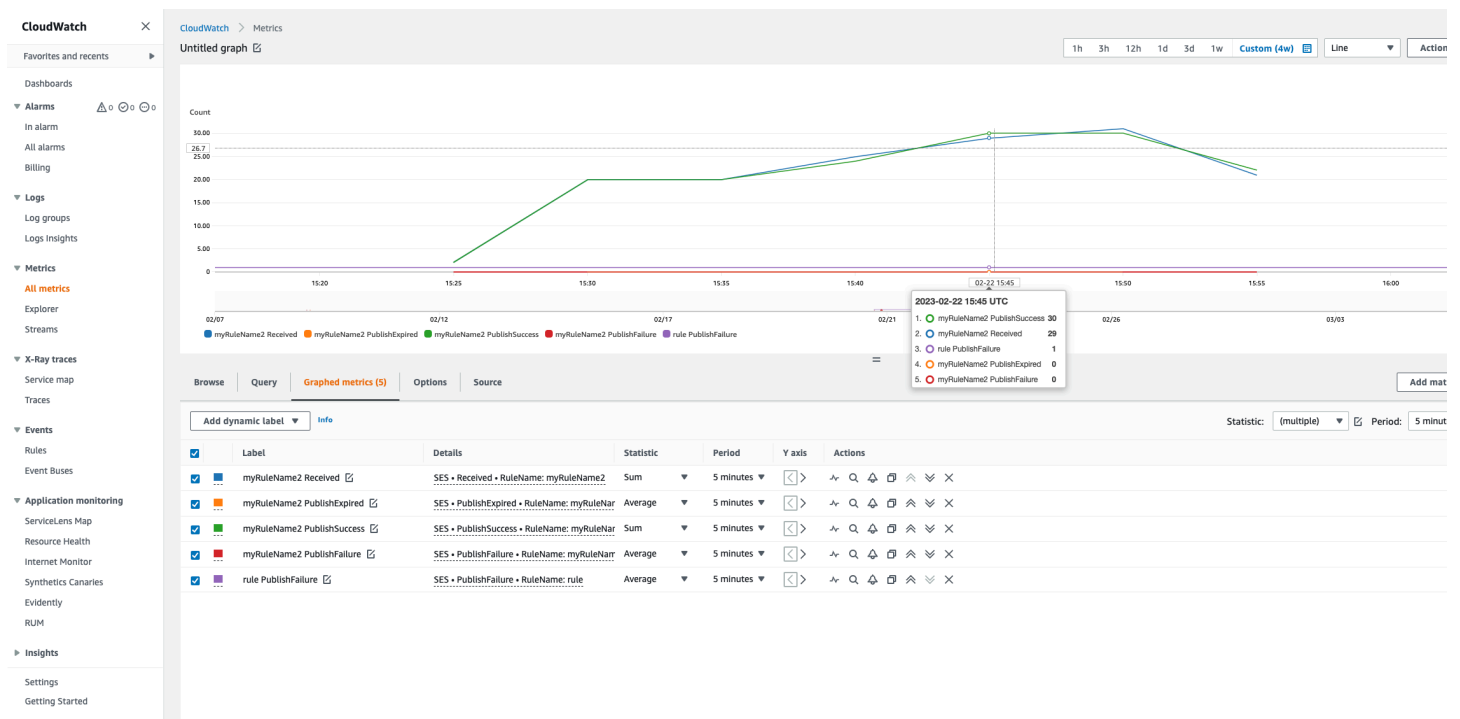 CloudWatch
Favorites and recents
Dashboards
Alarms 0 0 0
In alarm
All alarms
Billing
Logs
Log groups
Logs Insights
Metrics
All metrics
Explorer
Streams
X-Ray traces
Service map
Traces
Events
Rules
Event Buses
Application monitoring
ServiceLens Map
Resource Health
Internet Monitor
Synthetics Canaries
Evidently
RUM
Insights
Settings
Getting Started
CloudWatch > Metrics
Untitled graph
1h 3h 12h 1d 3d 1w Custom (4w) Line Action
Count
30.00
26.7
25.00
20.00
15.00
10.00
5.00
0
15:20 15:25 15:30 15:35 15:40 02-22 15:45 15:50 15:55 16:00
02/07 02/12 02/17 02/21 02/26 03/03
myRuleName2 Received myRuleName2 PublishExpired myRuleName2 PublishSuccess myRuleName2 PublishFailure rule PublishFailure
2023-02-22 15:45 UTC
1. myRuleName2 PublishSuccess 30
2. myRuleName2 Received 29
3. rule PublishFailure 1
4. myRuleName2 PublishExpired 0
5. myRuleName2 PublishFailure 0
Browse Query Graphed metrics (5) Options Source Add mat
Add dynamic label Info Statistic: (multiple) Period: 5 minut
Label Details Statistic Period Y axis Actions
myRuleName2 Received SES • Received • RuleName: myRuleName2 Sum 5 minutes
myRuleName2 PublishExpired SES • PublishExpired • RuleName: myRuleNar Average 5 minutes
myRuleName2 PublishSuccess SES • PublishSuccess • RuleName: myRuleNar Sum 5 minutes
myRuleName2 PublishFailure SES • PublishFailure • RuleName: myRuleNam Average 5 minutes
rule PublishFailure SES • PublishFailure • RuleName: rule Average 5 minutes